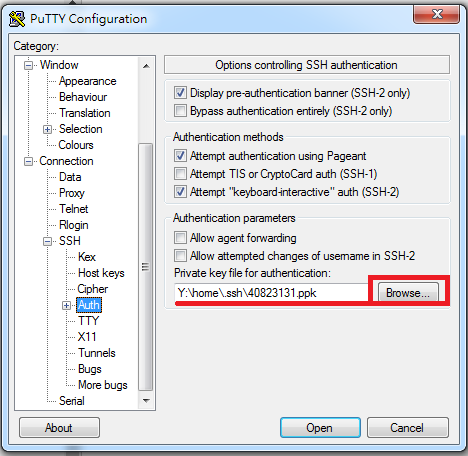 PuTTY Configuration
Category:
Window
Appearance
Behaviour
Translation
Selection
Colours
Connection
Data
Proxy
Telnet
Rlogin
SSH
Kex
Host keys
Cipher
Auth
TTY
X11
Tunnels
Bugs
More bugs
Serial
Options controlling SSH authentication
Display pre-authentication banner (SSH-2 only)
Bypass authentication entirely (SSH-2 only)
Authentication methods
Attempt authentication using Pageant
Attempt TIS or CryptoCard auth (SSH-1)
Attempt "keyboard-interactive" auth (SSH-2)
Authentication parameters
Allow agent forwarding
Allow attempted changes of username in SSH-2
Private key file for authentication:
Y:\home\.ssh\40823131.ppk Browse...
About Open Cancel